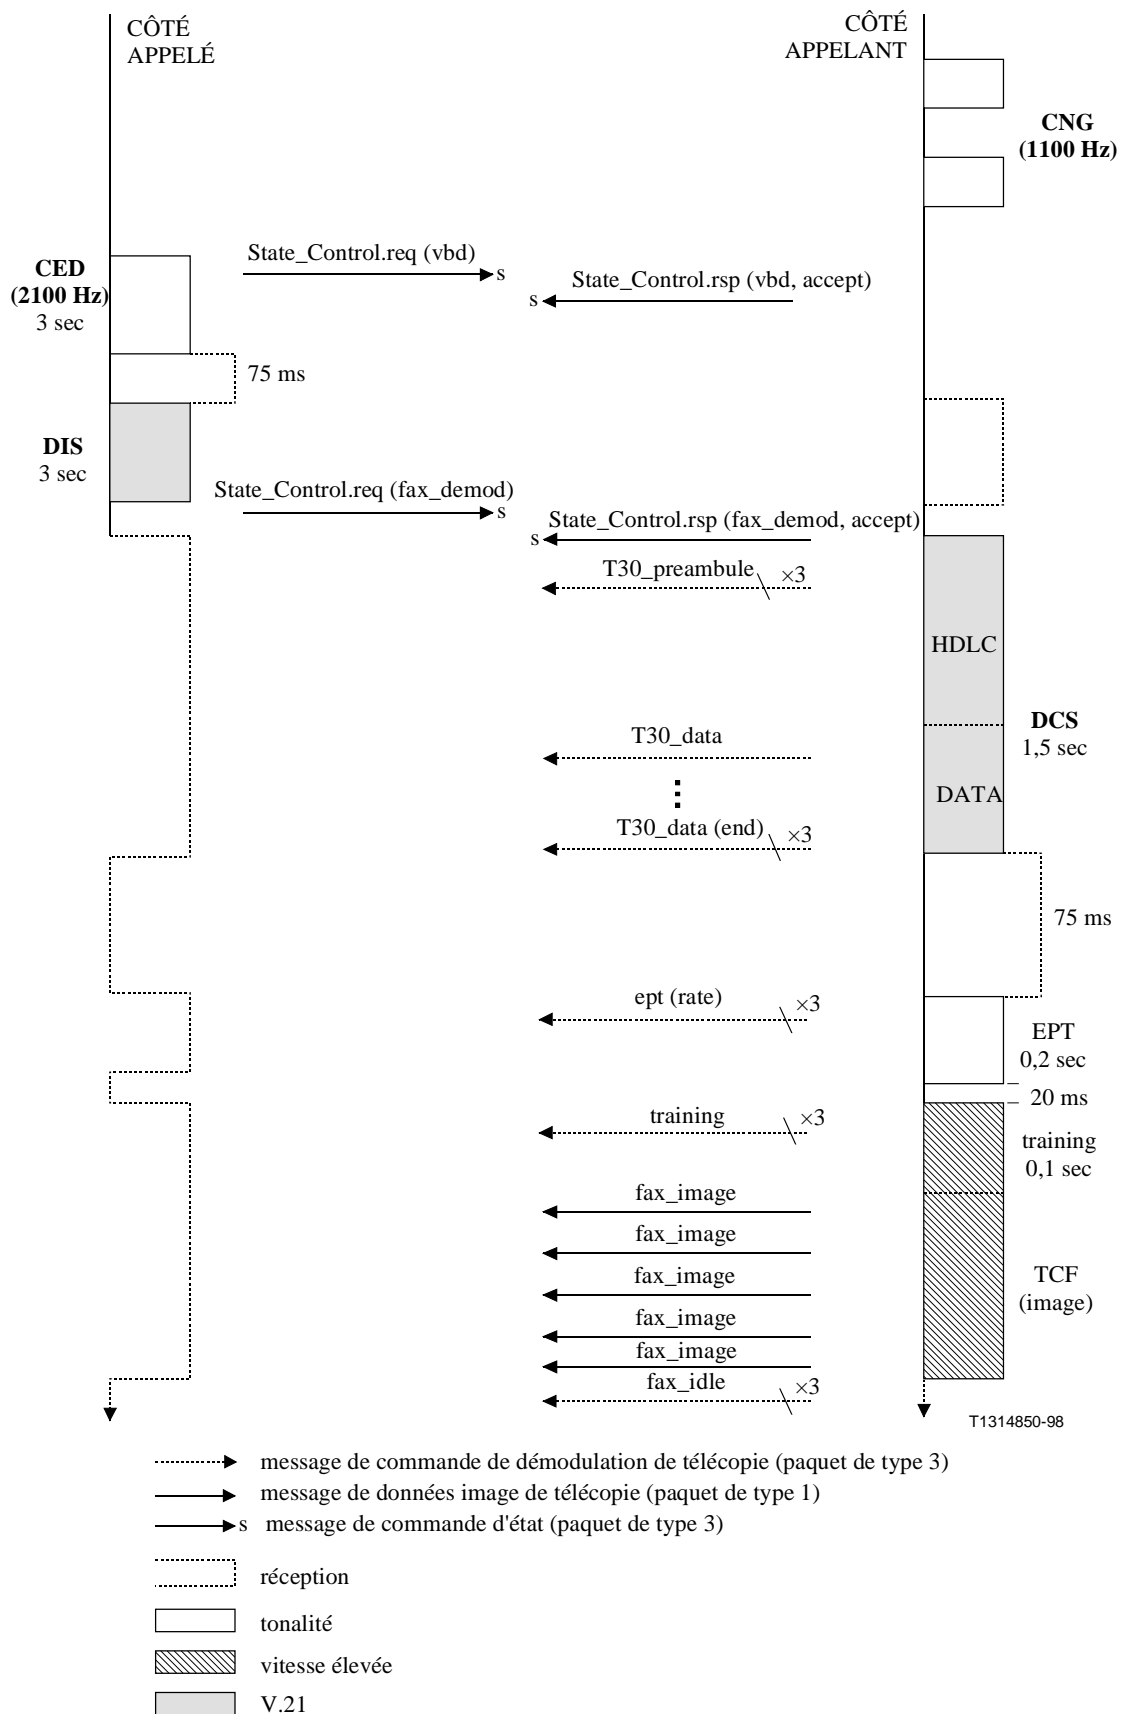 CÔTÉ
APPELÉ
CÔTÉ
APPELANT
CNG
(1100 Hz)
State_Control.req (vbd)
s
CED
(2100 Hz)
3 sec
s
State_Control.rsp (vbd, accept)
75 ms
DIS
3 sec
State_Control.req (fax_demod)
s
State_Control.rsp (fax_demod, accept)
s
T30_preambule
×3
HDLC
DCS
1,5 sec
T30_data
DATA
T30_data (end)
×3
75 ms
ept (rate)
×3
EPT
0,2 sec
20 ms
training
×3
training
0,1 sec
fax_image
fax_image
fax_image
TCF
(image)
fax_image
fax_image
fax_idle
×3
T1314850-98
message de commande de démodulation de télécopie (paquet de type 3)
message de données image de télécopie (paquet de type 1)
s message de commande d'état (paquet de type 3)
réception
tonalité
vitesse élevée
V.21